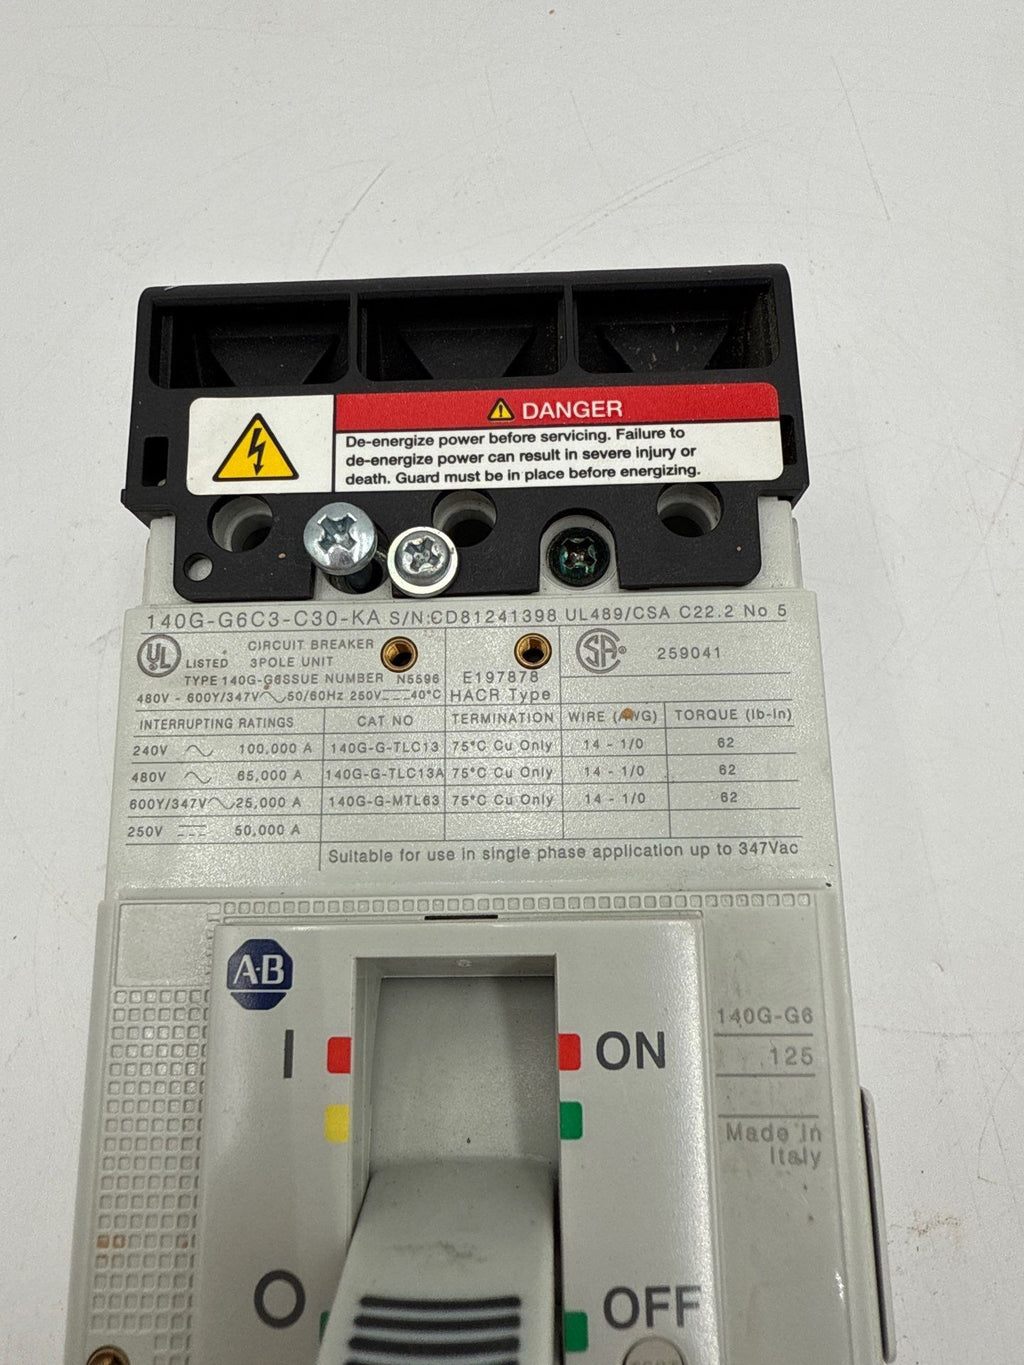 DANGER
De-energize power before servicing. Failure to
de-energize power can result in severe injury or
death. Guard must be in place before energizing.
140G-G6C3-C30-KA S/N:CD81241398 UL489/CSA C22.2 No 5
UL LISTED
CIRCUIT BREAKER
3POLE UNIT
TYPE 140G-G6 ISSUE NUMBER N5596
480V - 600Y/347V 50/60Hz 250V 40°C
E197878
HACR Type
SA 259041
INTERRUPTING RATINGS CAT NO TERMINATION WIRE (AWG) TORQUE (lb-in)
240V 100,000 A 140G-G-TLC13 75°C Cu Only 14 - 1/0 62
480V 65,000 A 140G-G-TLC13A 75°C Cu Only 14 - 1/0 62
600Y/347V 25,000 A 140G-G-MTL63 75°C Cu Only 14 - 1/0 62
250V 50,000 A
Suitable for use in single phase application up to 347Vac
A·B
140G-G6
125
Made in
Italy
I ON
O OFF